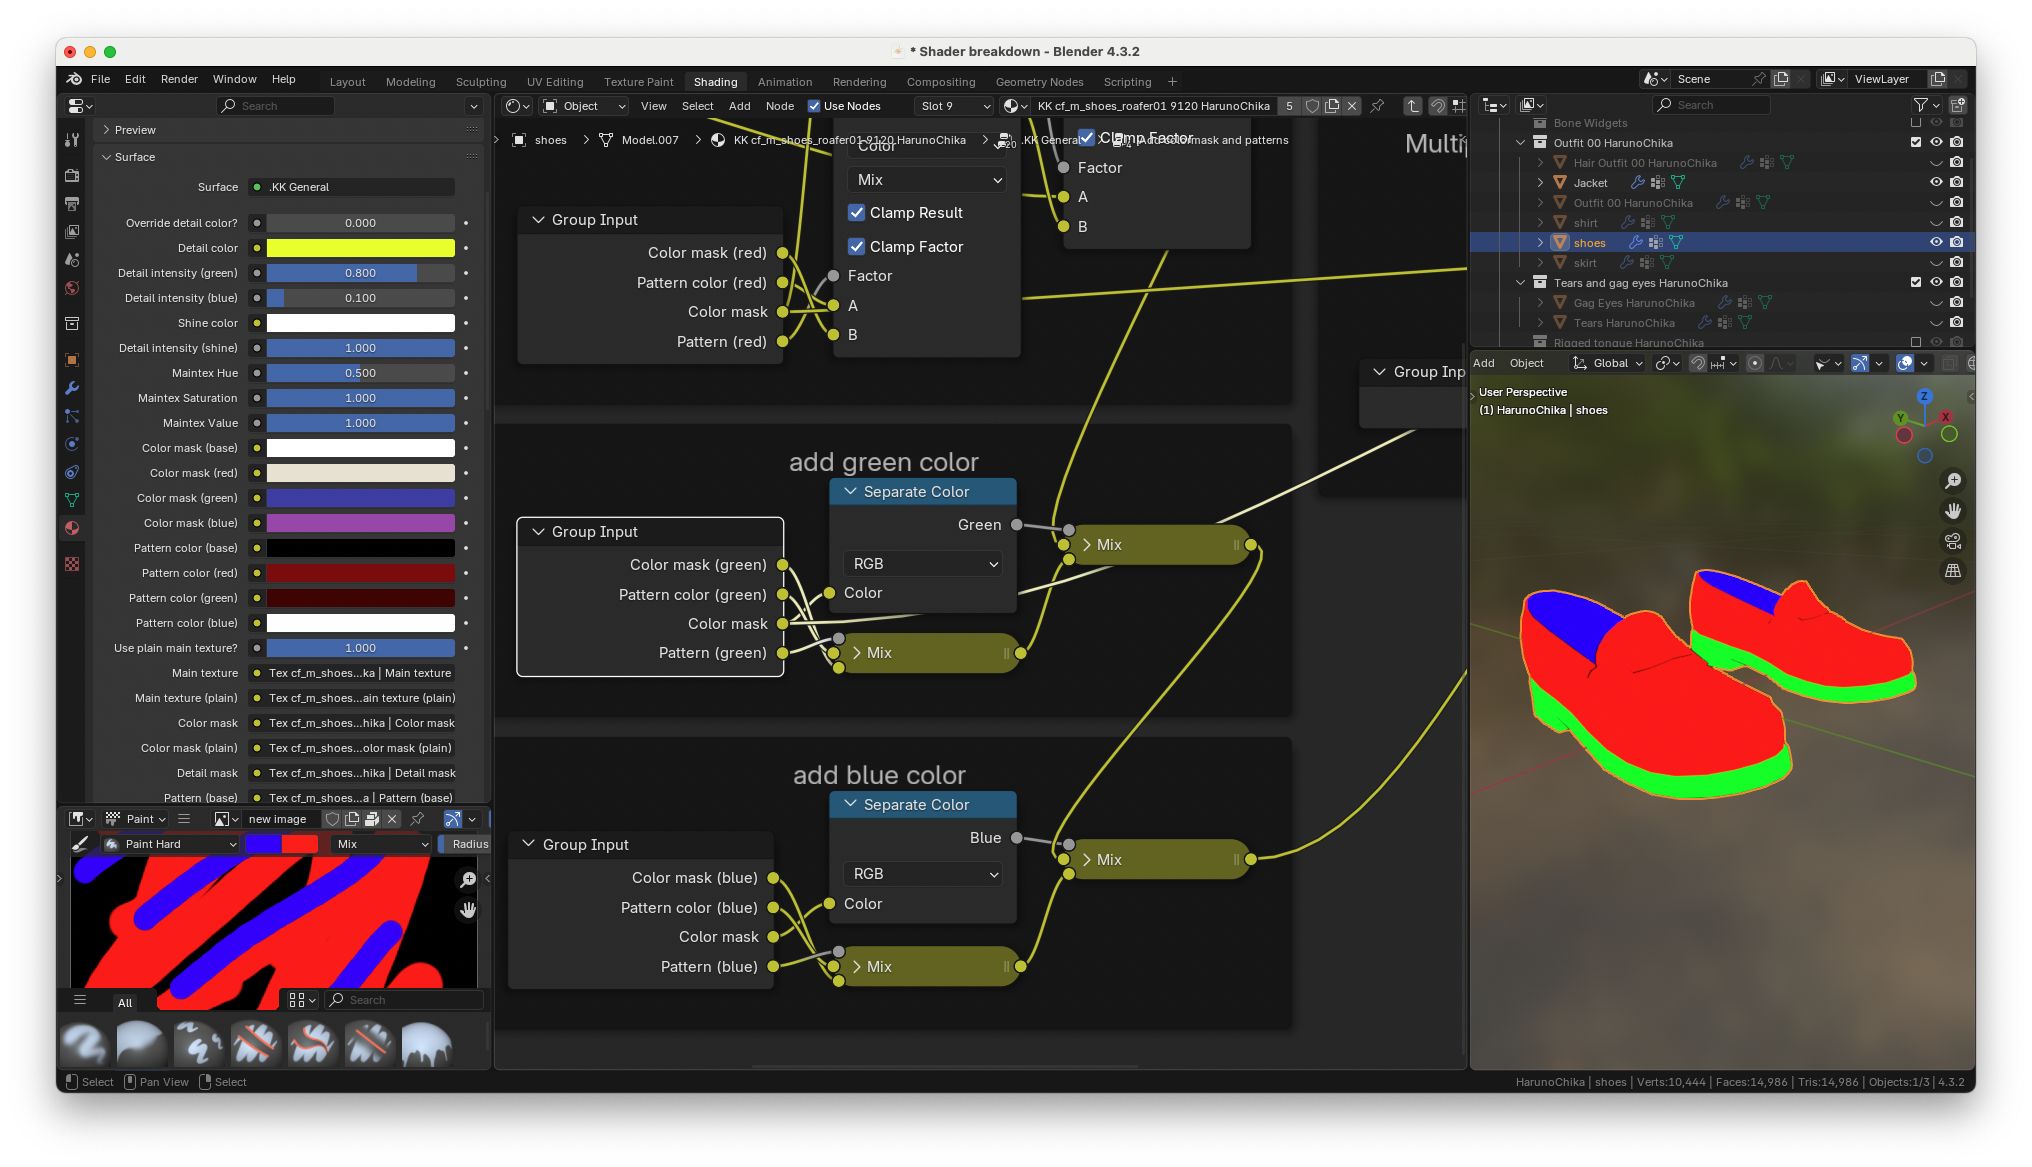 * Shader breakdown - Blender 4.3.2
File Edit Render Window Help
Layout Modeling Sculpting UV Editing Texture Paint Shading Animation Rendering Compositing Geometry Nodes Scripting +
Scene
ViewLayer
Search
Preview
Surface
Surface .KK General
Override detail color? 0.000
Detail color
Detail intensity (green) 0.800
Detail intensity (blue) 0.100
Shine color
Detail intensity (shine) 1.000
Maintex Hue 0.500
Maintex Saturation 1.000
Maintex Value 1.000
Color mask (base)
Color mask (red)
Color mask (green)
Color mask (blue)
Pattern color (base)
Pattern color (red)
Pattern color (green)
Pattern color (blue)
Use plain main texture? 1.000
Main texture Tex cf_m_shoes...ka | Main texture
Main texture (plain) Tex cf_m_shoes...ain texture (plain)
Color mask Tex cf_m_shoes...hika | Color mask
Color mask (plain) Tex cf_m_shoes...olor mask (plain)
Detail mask Tex cf_m_shoes...hika | Detail mask
Pattern (base) Tex cf_m_shoes...a | Pattern (base)
Paint new image
Paint Hard Mix Radius
All Search
Object View Select Add Node Use Nodes Slot 9 KK cf_m_shoes_roafer01 9120 HarunoChika 5
shoes Model.007 KK cf_m_shoes_roafer01 9120 HarunoChika .KK General Add colormask and patterns
Color
Mix
Clamp Result
Clamp Factor
Factor
A
B
Clamp Factor
Factor
A
B
Group Input
Color mask (red)
Pattern color (red)
Color mask
Pattern (red)
Multi
Group Inp
add green color
Separate Color
Green
RGB
Color
Group Input
Color mask (green)
Pattern color (green)
Color mask
Pattern (green)
Mix
Mix
add blue color
Separate Color
Blue
RGB
Color
Group Input
Color mask (blue)
Pattern color (blue)
Color mask
Pattern (blue)
Mix
Mix
Search
Bone Widgets
Outfit 00 HarunoChika
Hair Outfit 00 HarunoChika
Jacket
Outfit 00 HarunoChika
shirt
shoes
skirt
Tears and gag eyes HarunoChika
Gag Eyes HarunoChika
Tears HarunoChika
Rigged tongue HarunoChika
Add Object Global
User Perspective
(1) HarunoChika | shoes
Z
Y
X
Select Pan View Select
HarunoChika | shoes | Verts:10,444 | Faces:14,986 | Tris:14,986 | Objects:1/3 | 4.3.2